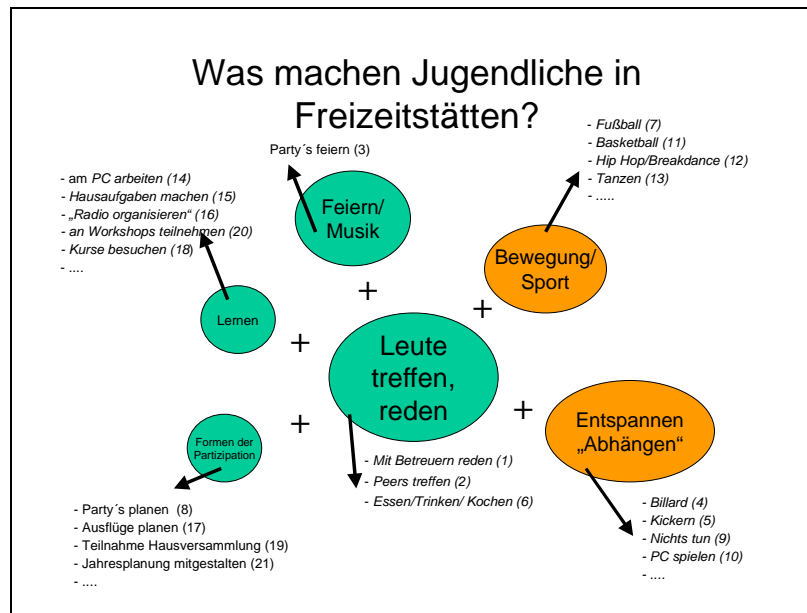 Was machen Jugendliche in
Freizeitstätten?
- Fußball (7)
- Basketball (11)
- Hip Hop/Breakdance (12)
- Tanzen (13)
- .....
Party´s feiern (3)
- am PC arbeiten (14)
- Hausaufgaben machen (15)
- „Radio organisieren“ (16)
- an Workshops teilnehmen (20)
- Kurse besuchen (18)
- ....
Feiern/
Musik
Bewegung/
Sport
+
+
Lernen
+
Leute
treffen,
reden
+
+
Entspannen
„Abhängen“
Formen der
Partizipation
- Mit Betreuern reden (1)
- Peers treffen (2)
- Essen/Trinken/ Kochen (6)
- Party´s planen (8)
- Ausflüge planen (17)
- Teilnahme Hausversammlung (19)
- Jahresplanung mitgestalten (21)
- ....
- Billard (4)
- Kickern (5)
- Nichts tun (9)
- PC spielen (10)
- ....